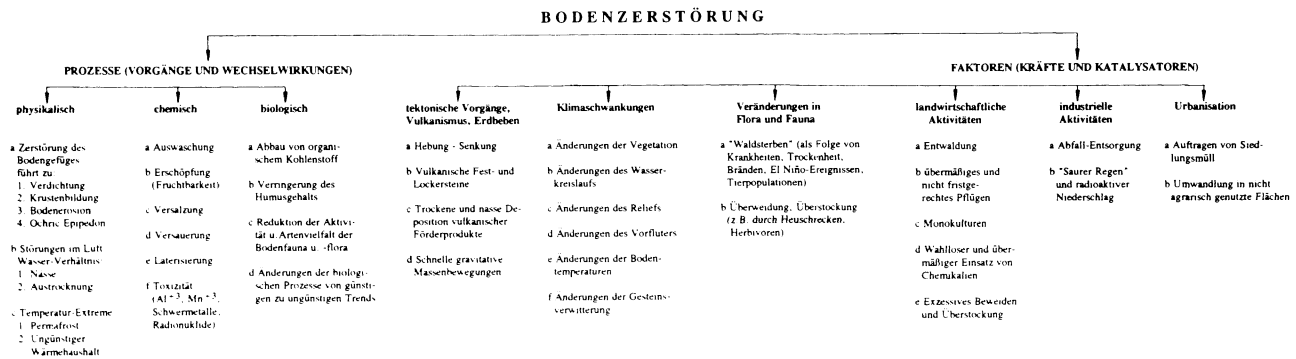 BODENZERSTÖRUNG
PROZESSE (VORGÄNGE UND WECHSELWIRKUNGEN)
physikalisch
a Zerstörung des
Bodengefüges
führt zu
1. Verdichtung
2. Krustenbildung
3. Bodenerosion
4. Ochric Epipedon
b Störungen im Luft
Wasser-Verhältnis
1 Nässe
2. Austrocknung
c Temperatur-Extreme
1 Permafrost
2 Ungünstiger
Wärmehaushalt
chemisch
a Auswaschung
b Erschöpfung
(Fruchtbarkeit)
c Versalzung
d Versauerung
e Laterisierung
f Toxizität
(Al+3, Mn+3,
Schwermetalle,
Radionuklide)
biologisch
a Abbau von organi-
schem Kohlenstoff
b Verringerung des
Humusgehalts
c Reduktion der Aktivi-
tät u. Artenvielfalt der
Bodenfauna u. -flora
d Änderungen der biologi-
schen Prozesse von günsti-
gen zu ungünstigen Trends
FAKTOREN (KRÄFTE UND KATALYSATOREN)
tektonische Vorgänge,
Vulkanismus, Erdbeben
a Hebung - Senkung
b Vulkanische Fest- und
Lockersteine
c Trockene und nasse De-
position vulkanischer
Förderprodukte
d Schnelle gravitative
Massenbewegungen
Klimaschwankungen
a Änderungen der Vegetation
b Änderungen des Wasser-
kreislaufs
c Änderungen des Reliefs
d Änderungen des Vorfluters
e Änderungen der Boden-
temperaturen
f Änderungen der Gesteins-
verwitterung
Veränderungen in
Flora und Fauna
a "Waldsterben" (als Folge von
Krankheiten, Trockenheit,
Bränden, El Niño-Ereignissen,
Tierpopulationen)
b Überweidung, Überstockung
(z B. durch Heuschrecken,
Herbivoren)
landwirtschaftliche
Aktivitäten
a Entwaldung
b übermäßiges und
nicht fristge-
rechtes Pflügen
c Monokulturen
d Wahlloser und über-
mäßiger Einsatz von
Chemikalien
e Exzessives Beweiden
und Überstockung
industrielle
Aktivitäten
a Abfall-Entsorgung
b "Saurer Regen"
und radioaktiver
Niederschlag
Urbanisation
a Auftragen von Sied-
lungsmüll
b Umwandlung in nicht
agrarisch genutzte Flächen